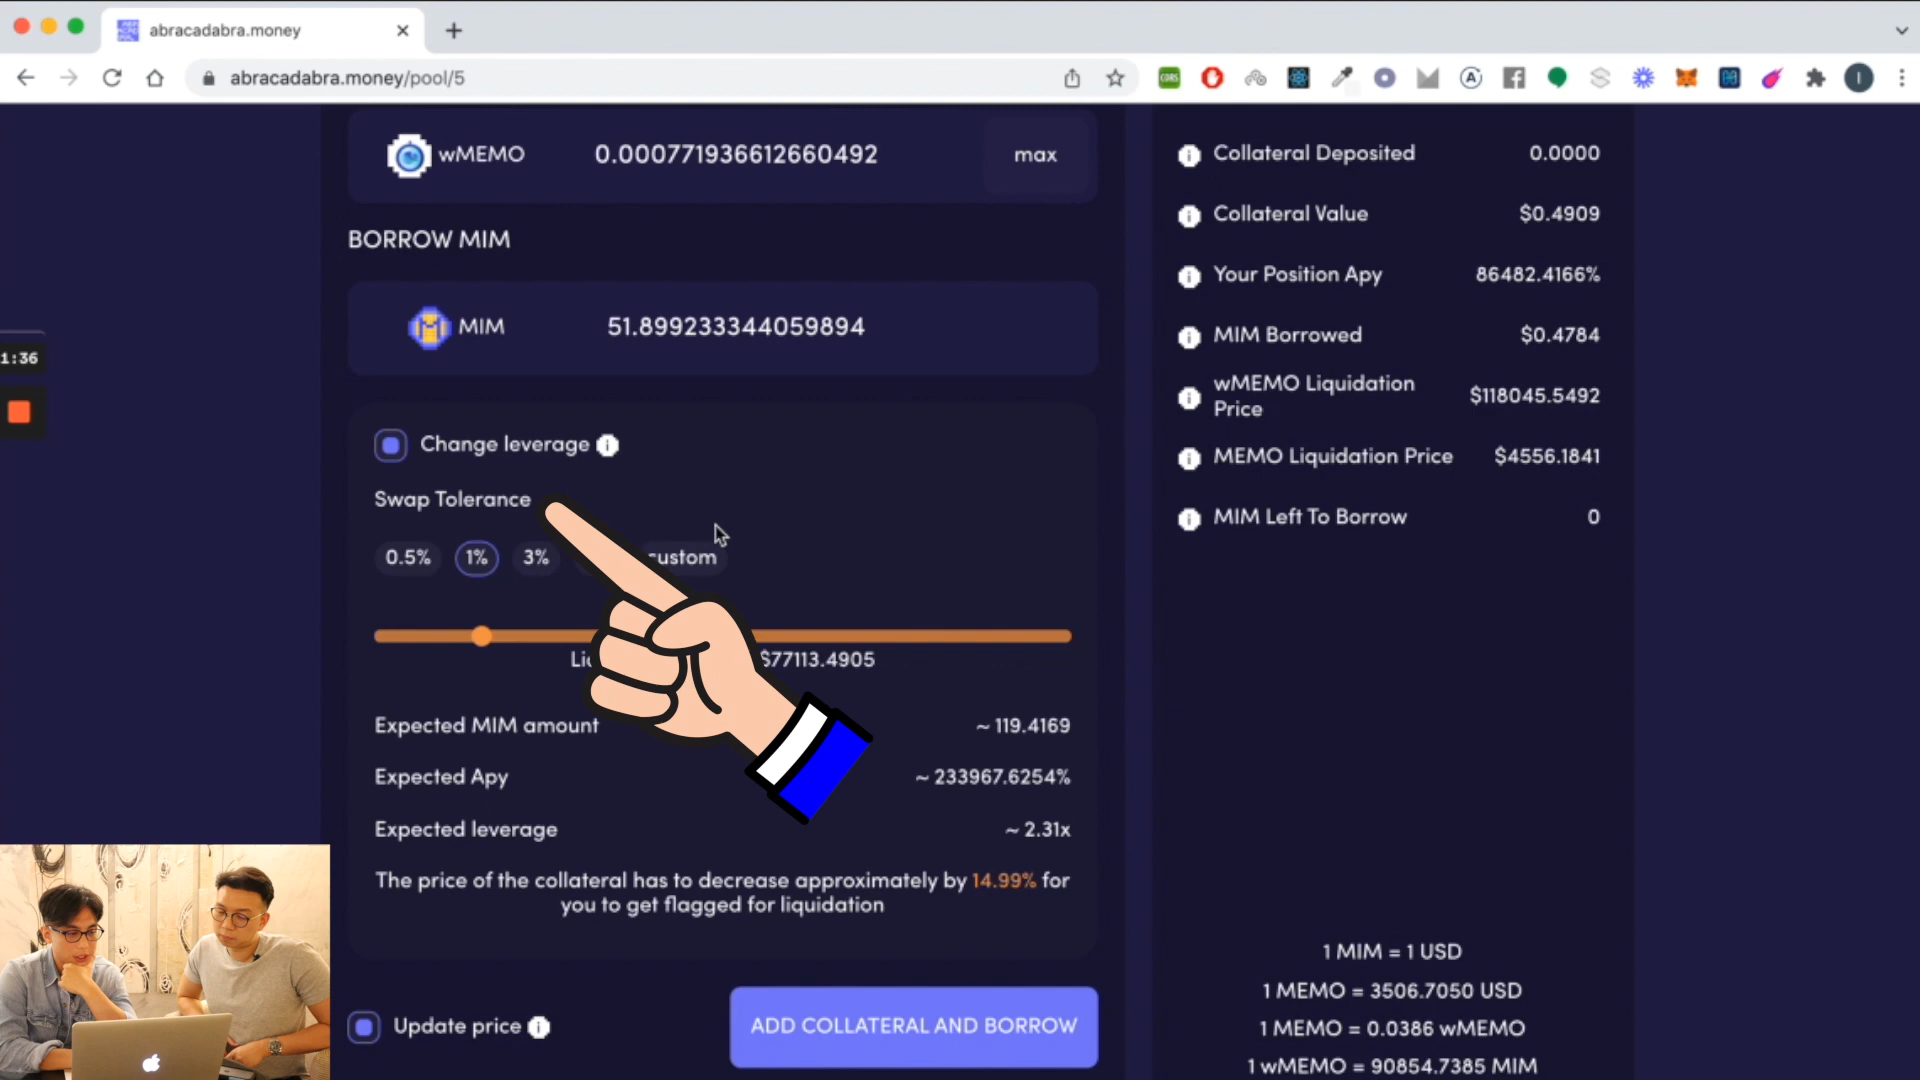 abracadabra.money
abracadabra.money/pool/5
wMEMO 0.000771936612660492 max
BORROW MIM
MIM 51.899233344059894
1:36
Change leverage
Swap Tolerance
0.5% 1% 3% custom
$77113.4905
Expected MIM amount ~ 119.4169
Expected Apy ~ 233967.6254%
Expected leverage ~ 2.31x
The price of the collateral has to decrease approximately by 14.99% for
you to get flagged for liquidation
Update price
ADD COLLATERAL AND BORROW
Collateral Deposited 0.0000
Collateral Value $0.4909
Your Position Apy 86482.4166%
MIM Borrowed $0.4784
wMEMO Liquidation
Price $118045.5492
MEMO Liquidation Price $4556.1841
MIM Left To Borrow 0
1 MIM = 1 USD
1 MEMO = 3506.7050 USD
1 MEMO = 0.0386 wMEMO
1 wMEMO = 90854.7385 MIM